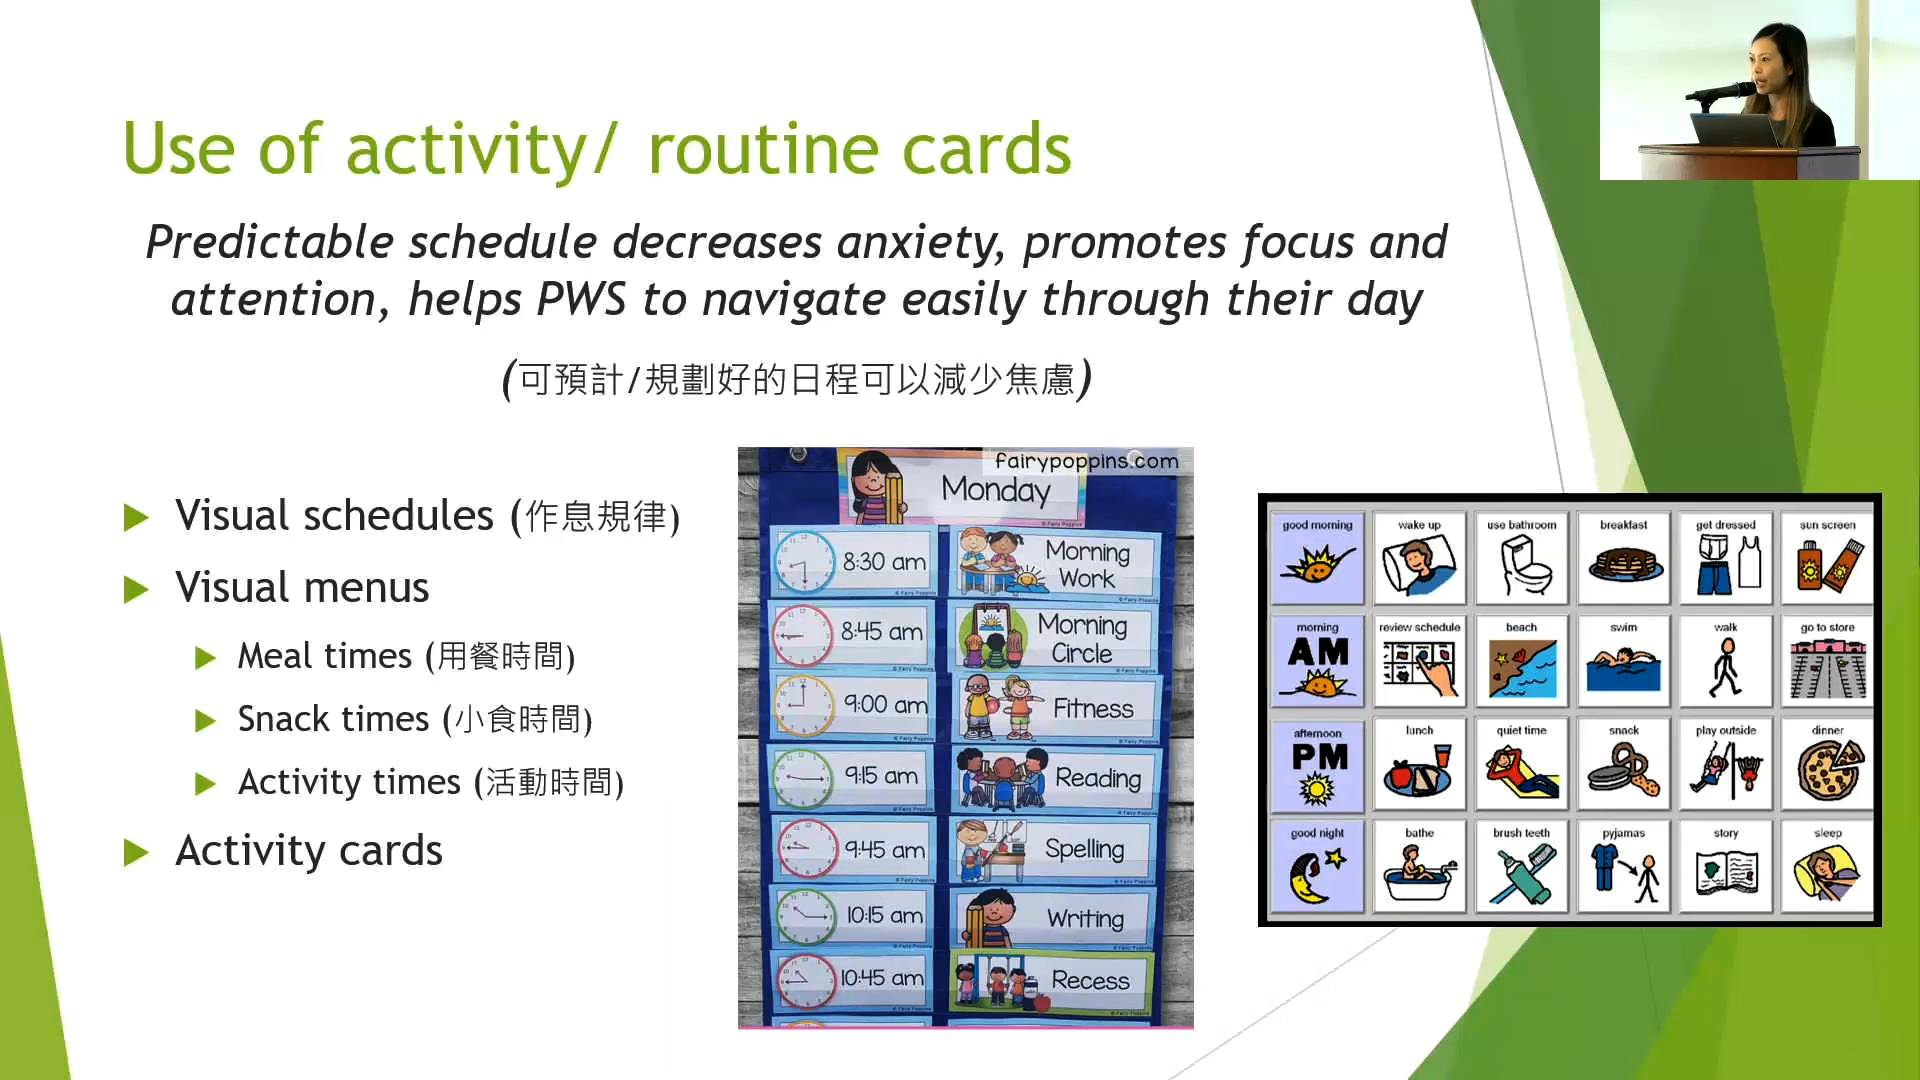 Use of activity/ routine cards
Predictable schedule decreases anxiety, promotes focus and
attention, helps PWS to navigate easily through their day
(可預計/規劃好的日程可以減少焦慮)
Visual schedules (作息規律)
Visual menus
Meal times (用餐時間)
Snack times (小食時間)
Activity times (活動時間)
Activity cards
fairypoppins.com
Monday
8:30 am
Morning
Work
8:45 am
Morning
Circle
9:00 am
Fitness
9:15 am
Reading
9:45 am
Spelling
10:15 am
Writing
10:45 am
Recess
good morning
wake up
use bathroom
breakfast
get dressed
sun screen
morning
AM
review schedule
beach
swim
walk
go to store
afternoon
PM
lunch
quiet time
snack
play outside
dinner
good night
bathe
brush teeth
pyjamas
story
sleep